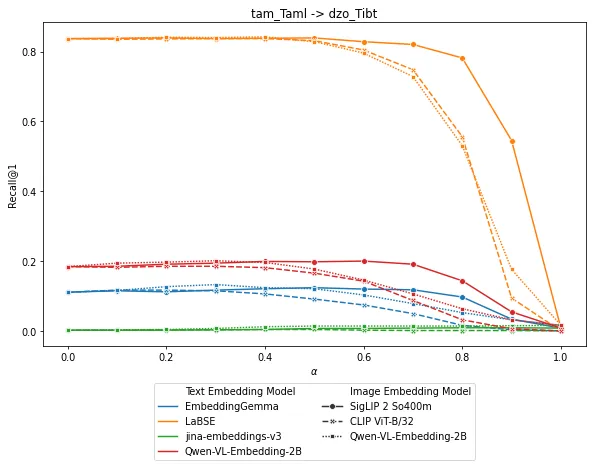 tam_Taml -> dzo_Tibt
Recall@1
0.8
0.6
0.4
0.2
0.0
0.0 0.2 0.4 0.6 0.8 1.0
α
Text Embedding Model
EmbeddingGemma
LaBSE
jina-embeddings-v3
Qwen-VL-Embedding-2B
Image Embedding Model
SigLIP 2 So400m
CLIP ViT-B/32
Qwen-VL-Embedding-2B